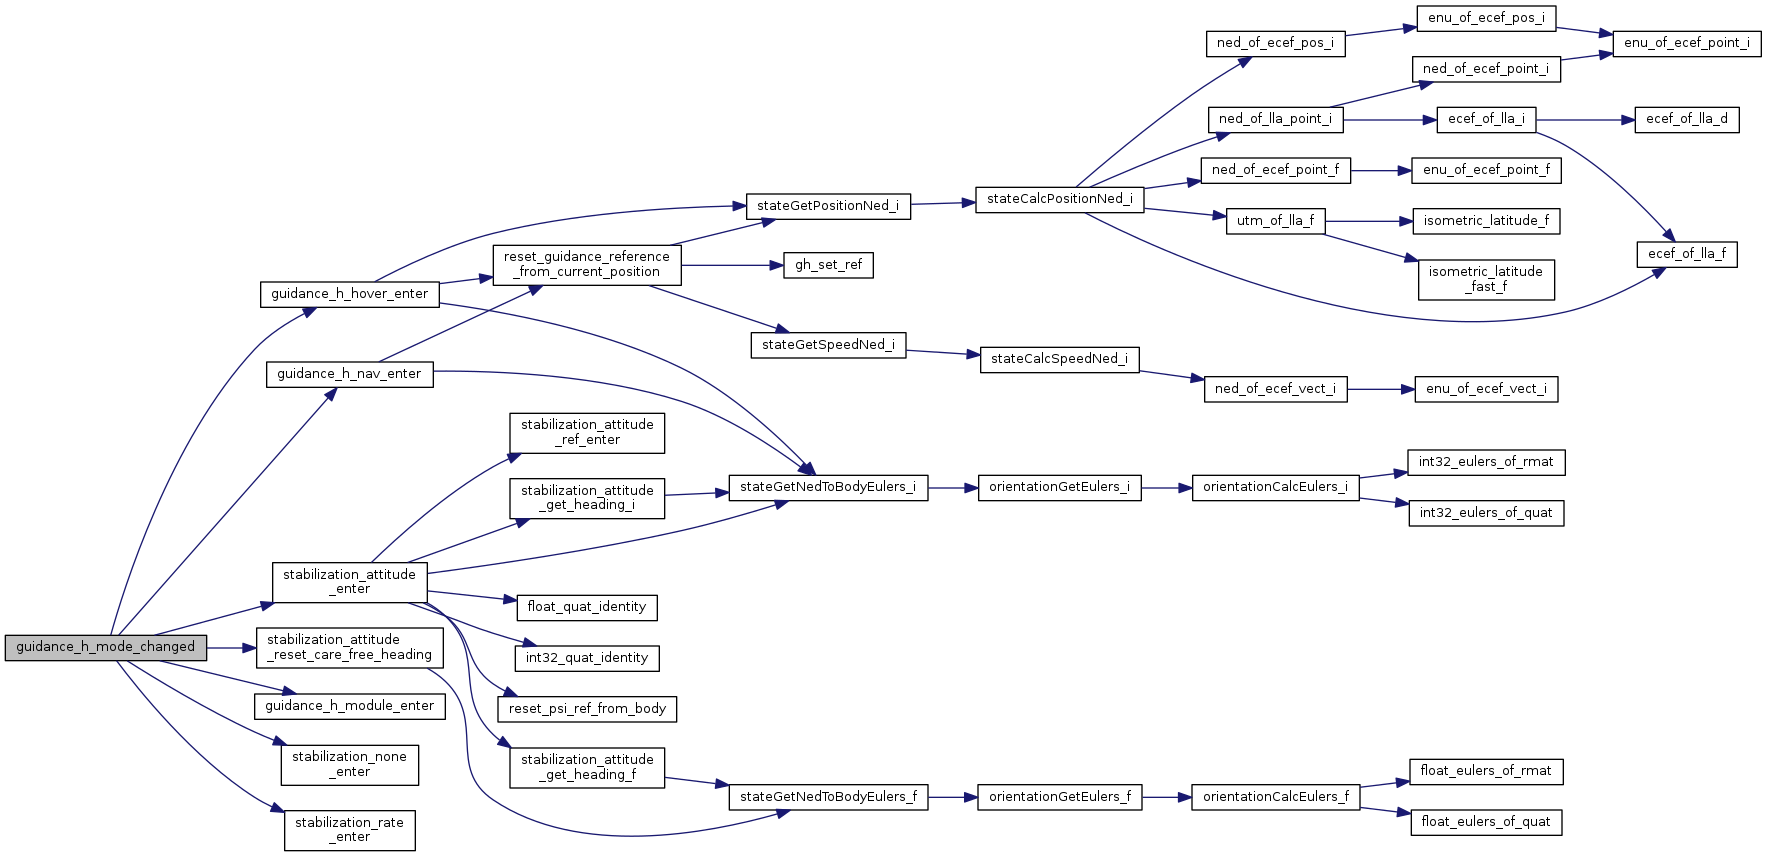 guidance_h_mode_changed
guidance_h_hover_enter
guidance_h_nav_enter
stabilization_attitude
_enter
stabilization_attitude
_reset_care_free_heading
guidance_h_module_enter
stabilization_none
_enter
stabilization_rate
_enter
reset_guidance_reference
_from_current_position
stabilization_attitude
_ref_enter
stabilization_attitude
_get_heading_i
float_quat_identity
int32_quat_identity
reset_psi_ref_from_body
stabilization_attitude
_get_heading_f
stateGetPositionNed_i
gh_set_ref
stateGetSpeedNed_i
stateGetNedToBodyEulers_i
stateGetNedToBodyEulers_f
stateCalcPositionNed_i
stateCalcSpeedNed_i
orientationGetEulers_i
orientationGetEulers_f
ned_of_ecef_pos_i
ned_of_lla_point_i
ned_of_ecef_point_f
utm_of_lla_f
ned_of_ecef_vect_i
orientationCalcEulers_i
orientationCalcEulers_f
enu_of_ecef_pos_i
ned_of_ecef_point_i
ecef_of_lla_i
enu_of_ecef_point_f
isometric_latitude_f
isometric_latitude
_fast_f
enu_of_ecef_vect_i
int32_eulers_of_rmat
int32_eulers_of_quat
float_eulers_of_rmat
float_eulers_of_quat
enu_of_ecef_point_i
ecef_of_lla_d
ecef_of_lla_f